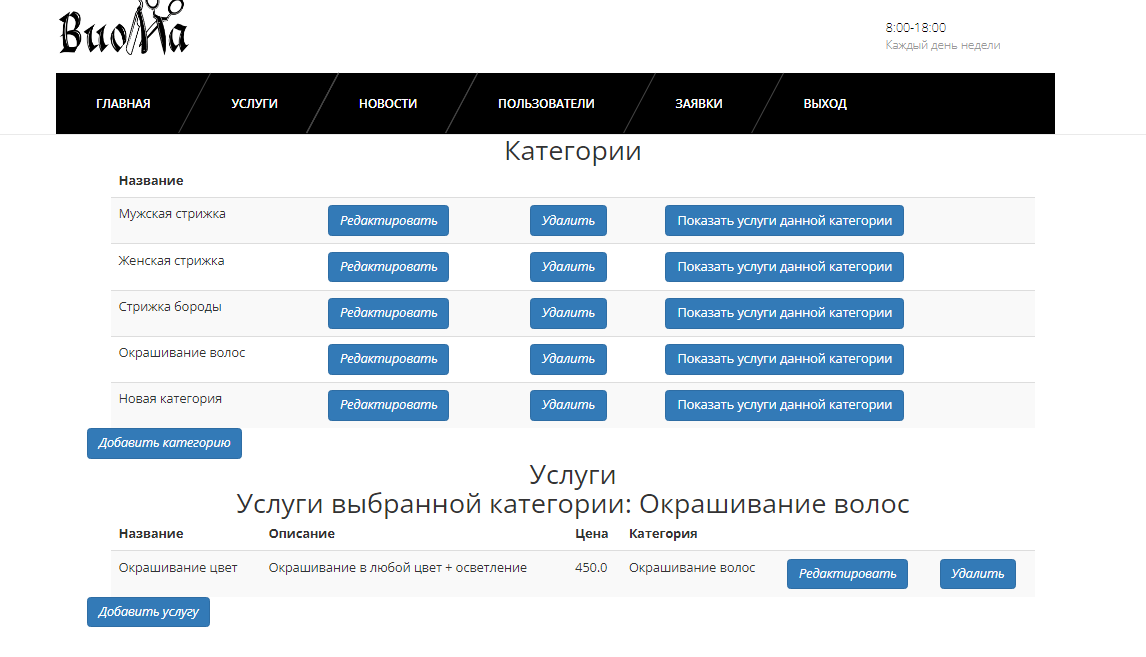 ВиоМа
8:00-18:00
Каждый день недели
ГЛАВНАЯ УСЛУГИ НОВОСТИ ПОЛЬЗОВАТЕЛИ ЗАЯВКИ ВЫХОД
Категории
Название
Мужская стрижка Редактировать Удалить Показать услуги данной категории
Женская стрижка Редактировать Удалить Показать услуги данной категории
Стрижка бороды Редактировать Удалить Показать услуги данной категории
Окрашивание волос Редактировать Удалить Показать услуги данной категории
Новая категория Редактировать Удалить Показать услуги данной категории
Добавить категорию
Услуги
Услуги выбранной категории: Окрашивание волос
Название Описание Цена Категория
Окрашивание цвет Окрашивание в любой цвет + осветление 450.0 Окрашивание волос Редактировать Удалить
Добавить услугу